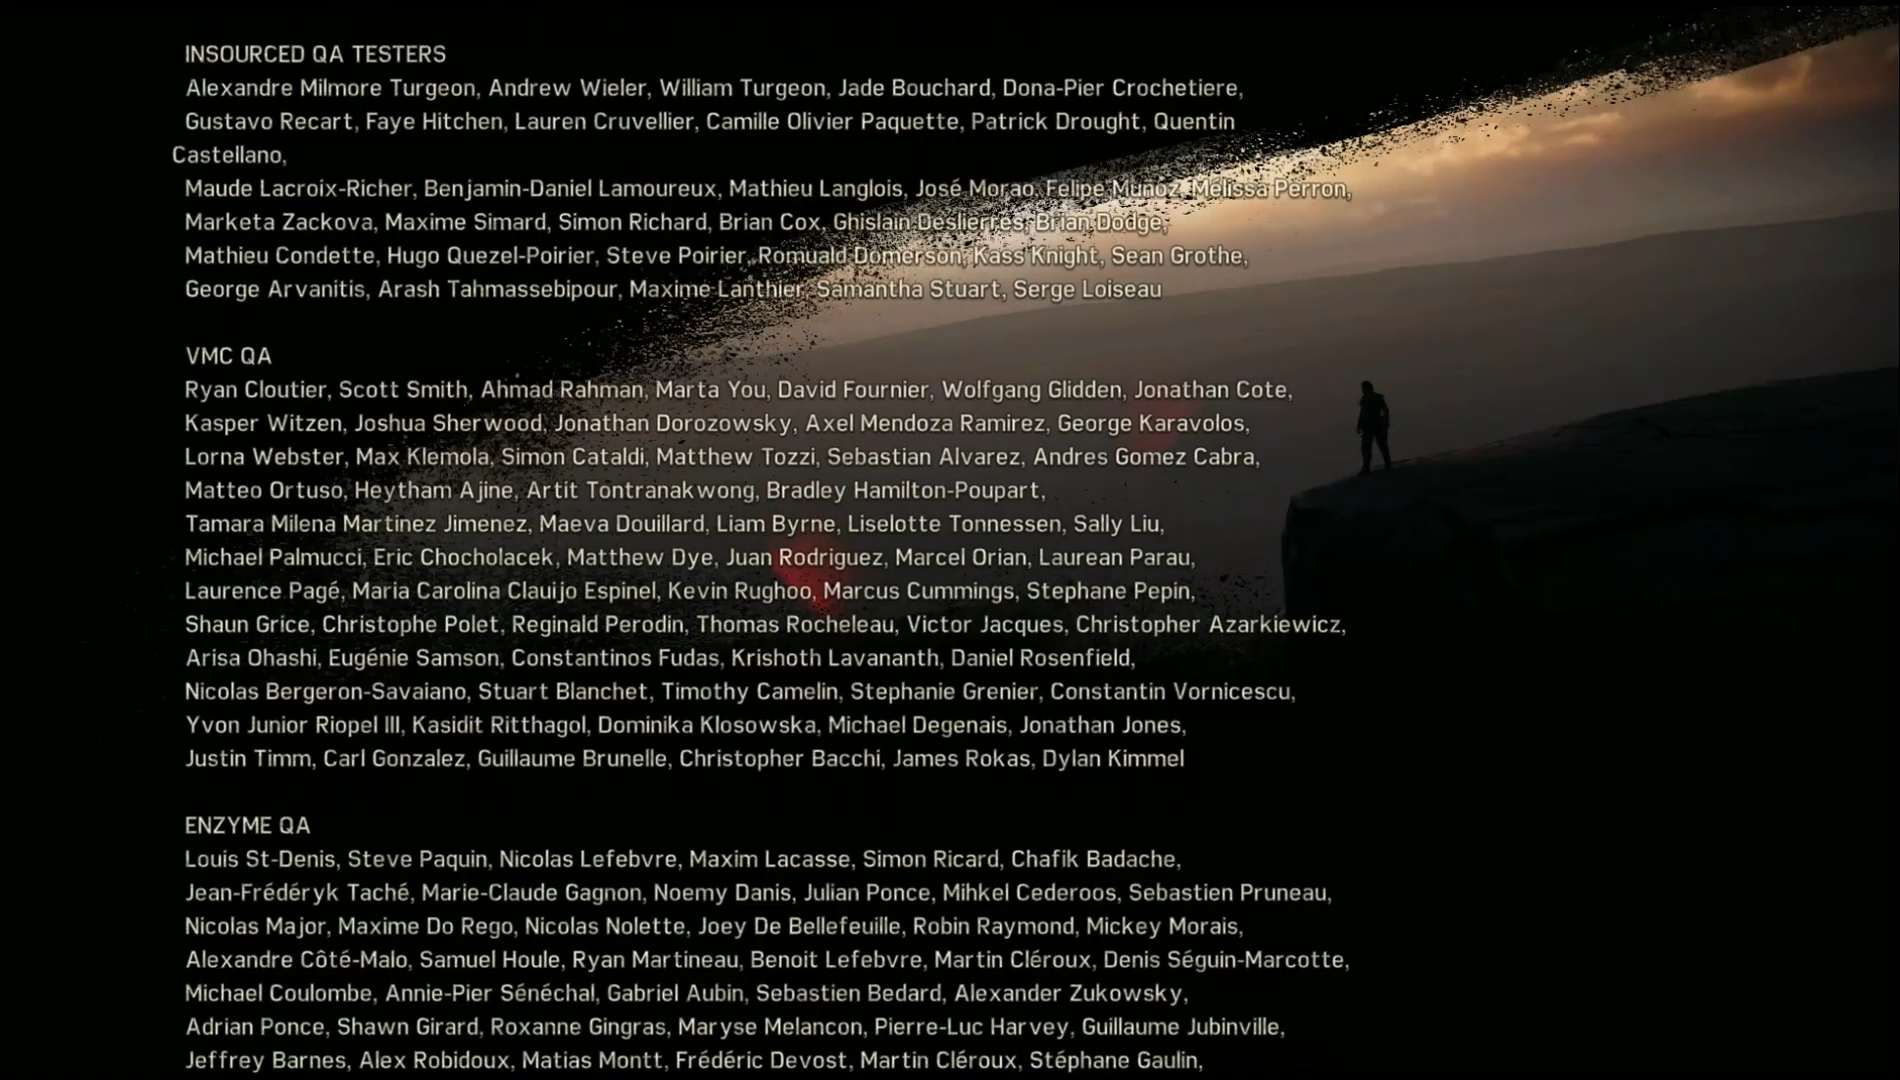 INSOURCED QA TESTERS
Alexandre Milmore Turgeon, Andrew Wieler, William Turgeon, Jade Bouchard, Dona-Pier Crochetiere,
Gustavo Recart, Faye Hitchen, Lauren Cruvellier, Camille Olivier Paquette, Patrick Drought, Quentin
Castellano,
Maude Lacroix-Richer, Benjamin-Daniel Lamoureux, Mathieu Langlois, José Morao, Felipe Munoz, Mélissa Perron,
Marketa Zackova, Maxime Simard, Simon Richard, Brian Cox, Ghislain Deslierres, Brian Dodge,
Mathieu Condette, Hugo Quezel-Poirier, Steve Poirier, Romuald Domerson, Kass Knight, Sean Grothe,
George Arvanitis, Arash Tahmassebipour, Maxime Lanthier, Samantha Stuart, Serge Loiseau
VMC QA
Ryan Cloutier, Scott Smith, Ahmad Rahman, Marta You, David Fournier, Wolfgang Glidden, Jonathan Cote,
Kasper Witzen, Joshua Sherwood, Jonathan Dorozowsky, Axel Mendoza Ramirez, George Karavolos,
Lorna Webster, Max Klemola, Simon Cataldi, Matthew Tozzi, Sebastian Alvarez, Andres Gomez Cabra,
Matteo Ortuso, Heytham Ajine, Artit Tontranakwong, Bradley Hamilton-Poupart,
Tamara Milena Martinez Jimenez, Maeva Douillard, Liam Byrne, Liselotte Tonnessen, Sally Liu,
Michael Palmucci, Eric Chocholacek, Matthew Dye, Juan Rodriguez, Marcel Orian, Laurean Parau,
Laurence Pagé, Maria Carolina Clauijo Espinel, Kevin Rughoo, Marcus Cummings, Stephane Pepin,
Shaun Grice, Christophe Polet, Reginald Perodin, Thomas Rocheleau, Victor Jacques, Christopher Azarkiewicz,
Arisa Ohashi, Eugénie Samson, Constantinos Fudas, Krishoth Lavananth, Daniel Rosenfield,
Nicolas Bergeron-Savaiano, Stuart Blanchet, Timothy Camelin, Stephanie Grenier, Constantin Vornicescu,
Yvon Junior Riopel III, Kasidit Ritthagol, Dominika Klosowska, Michael Degenais, Jonathan Jones,
Justin Timm, Carl Gonzalez, Guillaume Brunelle, Christopher Bacchi, James Rokas, Dylan Kimmel
ENZYME QA
Louis St-Denis, Steve Paquin, Nicolas Lefebvre, Maxim Lacasse, Simon Ricard, Chafik Badache,
Jean-Frédéryk Taché, Marie-Claude Gagnon, Noemy Danis, Julian Ponce, Mihkel Cederoos, Sebastien Pruneau,
Nicolas Major, Maxime Do Rego, Nicolas Nolette, Joey De Bellefeuille, Robin Raymond, Mickey Morais,
Alexandre Côté-Malo, Samuel Houle, Ryan Martineau, Benoit Lefebvre, Martin Cléroux, Denis Séguin-Marcotte,
Michael Coulombe, Annie-Pier Sénéchal, Gabriel Aubin, Sebastien Bedard, Alexander Zukowsky,
Adrian Ponce, Shawn Girard, Roxanne Gingras, Maryse Melancon, Pierre-Luc Harvey, Guillaume Jubinville,
Jeffrey Barnes, Alex Robidoux, Matias Montt, Frédéric Devost, Martin Cléroux, Stéphane Gaulin,